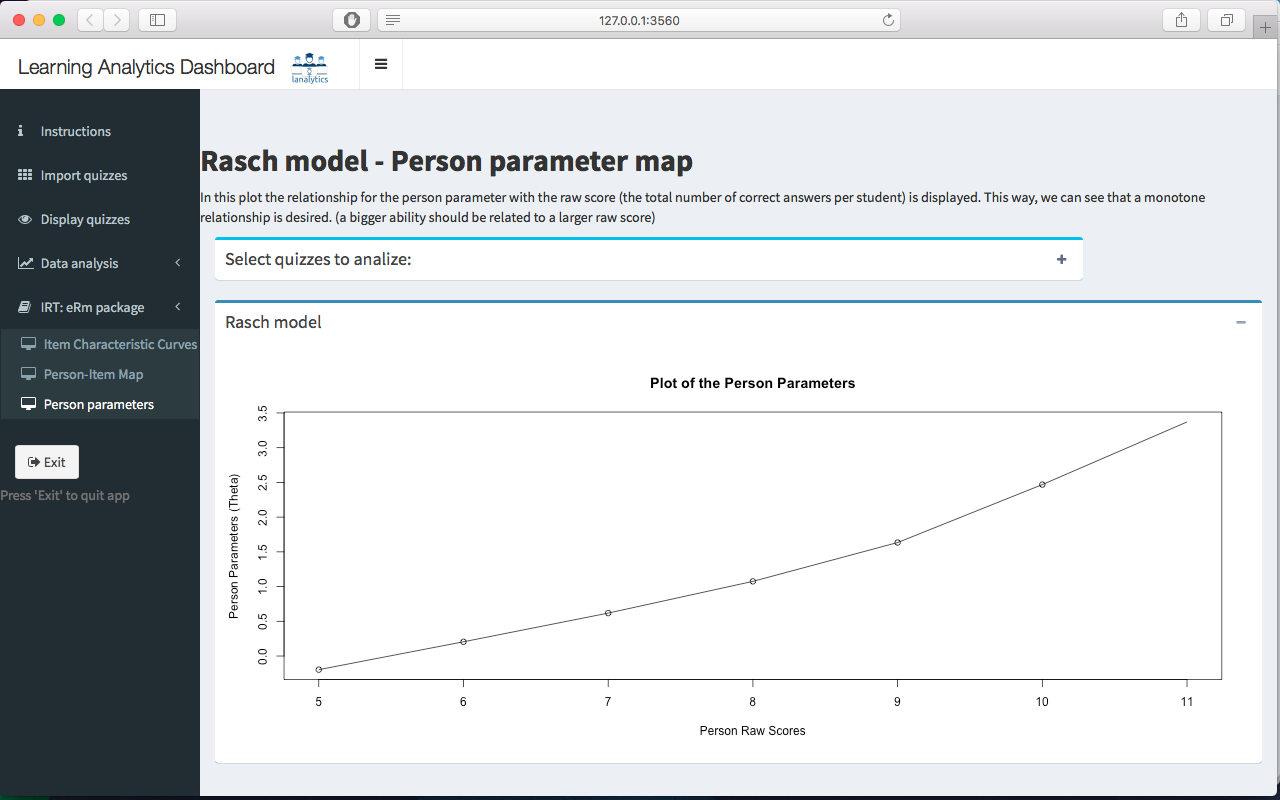 127.0.0.1:3560
Learning Analytics Dashboard
lanalytics
Instructions
Import quizzes
Display quizzes
Data analysis
IRT: eRm package
Item Characteristic Curves
Person-Item Map
Person parameters
Exit
Press 'Exit' to quit app
Rasch model - Person parameter map
In this plot the relationship for the person parameter with the raw score (the total number of correct answers per student) is displayed. This way, we can see that a monotone
relationship is desired. (a bigger ability should be related to a larger raw score)
Select quizzes to analize:
Rasch model
Plot of the Person Parameters
Person Parameters (Theta)
3.5
3.0
2.5
2.0
1.5
1.0
0.5
0.0
5 6 7 8 9 10 11
Person Raw Scores